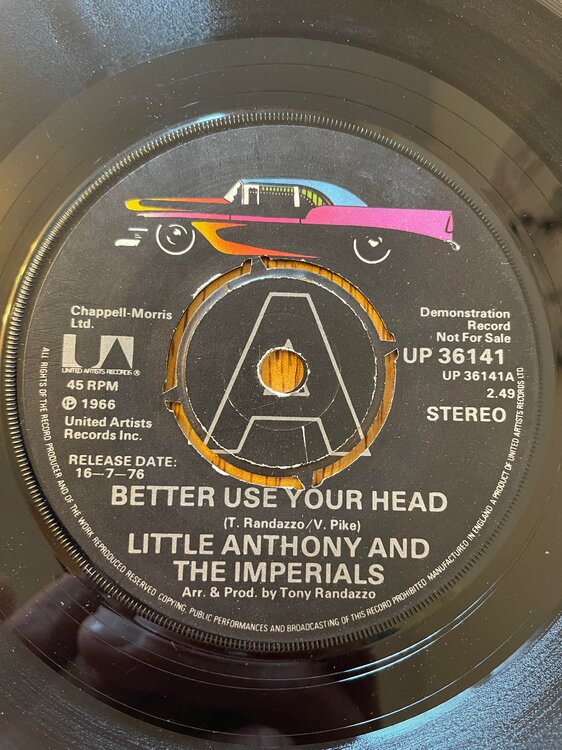 Chappell-Morris
Ltd.
UA
UNITED ARTISTS RECORDS ®
45 RPM
℗ 1966
United Artists
Records Inc.
RELEASE DATE:
16-7-76
A
Demonstration
Record
Not For Sale
UP 36141
UP 36141A
2.49
STEREO
BETTER USE YOUR HEAD
(T. Randazzo/V. Pike)
LITTLE ANTHONY AND
THE IMPERIALS
Arr. & Prod. by Tony Randazzo
ALL RIGHTS OF THE RECORD PRODUCER AND OF THE WORK REPRODUCED RESERVED COPYING, PUBLIC PERFORMANCES AND BROADCASTING OF THIS RECORD PROHIBITED MANUFACTURED IN ENGLAND A PRODUCT OF UNITED ARTISTS RECORDS LTD.